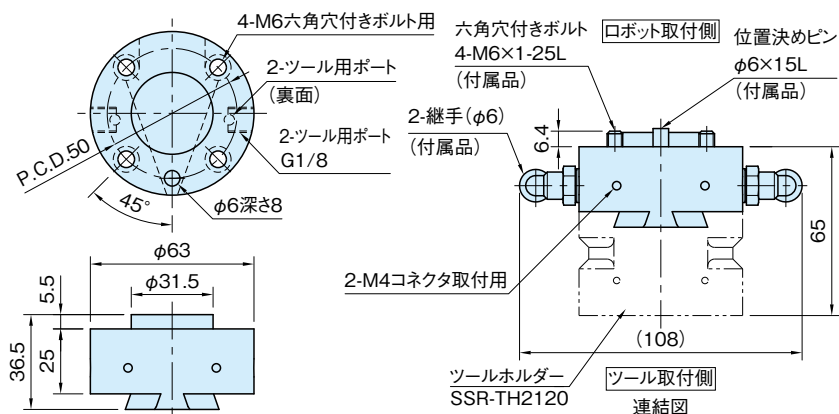 4-M6六角穴付きボルト用
2-ツール用ポート
(裏面)
2-ツール用ポート
G1/8
P.C.D.50
45°
φ6深さ8
φ63
φ31.5
5.5
36.5
25
六角穴付きボルト
4-M6×1-25L
(付属品)
ロボット取付側
位置決めピン
φ6×15L
(付属品)
2-継手(φ6)
(付属品)
6.4
65
2-M4コネクタ取付用
(108)
ツールホルダー
SSR-TH2120
ツール取付側
連結図